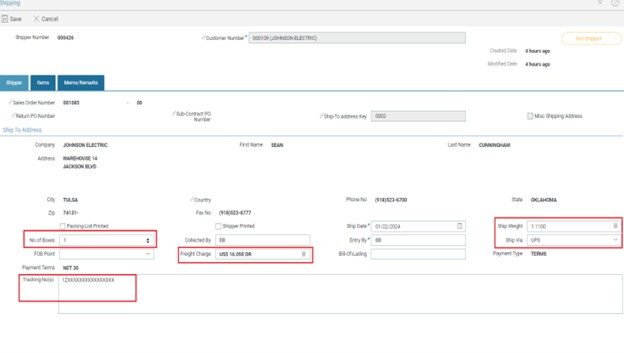 Shipping
Save Cancel
Shipper Number 000426 Customer Number * 000109 (JOHNSON ELECTRIC) Not Shipped
Created Date 4 hours ago
Modified Date 4 hours ago
Shipper Items Memo/Remarks
Sales Order Number 001085 - 00
Return PO Number Sub-Contract PO Number Ship-To Address Key 0002 Misc Shipping Address
Ship To Address
Company JOHNSON ELECTRIC First Name SEAN Last Name CUNNINGHAM
Address WAREHOUSE 14
JACKSON BLVD
City TULSA Country Phone No (918)523-6700 State OKLAHOMA
Zip 74131- Fax No (918)523-6777
Packing List Printed Shipper Printed Ship Date * 01/22/2024 Ship Weight 1.1100
No of Boxes 1 Collected By BB Entry By * BB Ship Via UPS
FOB Point Freight Charge US$ 16.050 DR Bill-Of-Lading Payment Type TERMS
Payment Terms NET 30
Tracking No(s)